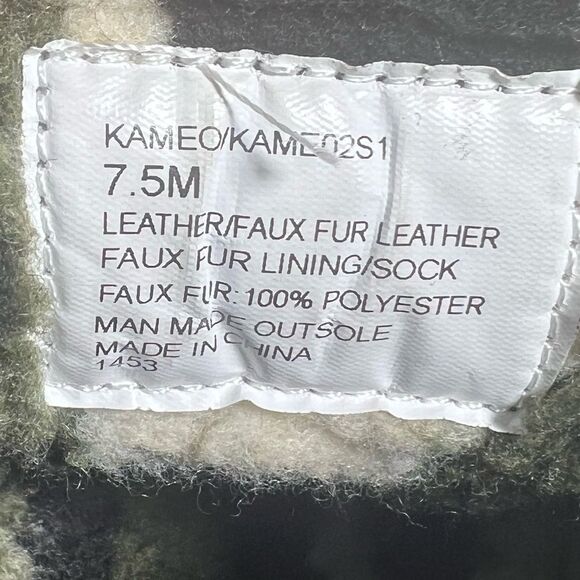 KAMEO/KAME02S1
7.5M
LEATHER/FAUX FUR LEATHER
FAUX FUR LINING/SOCK
FAUX FUR: 100% POLYESTER
MAN MADE OUTSOLE
MADE IN CHINA
1453